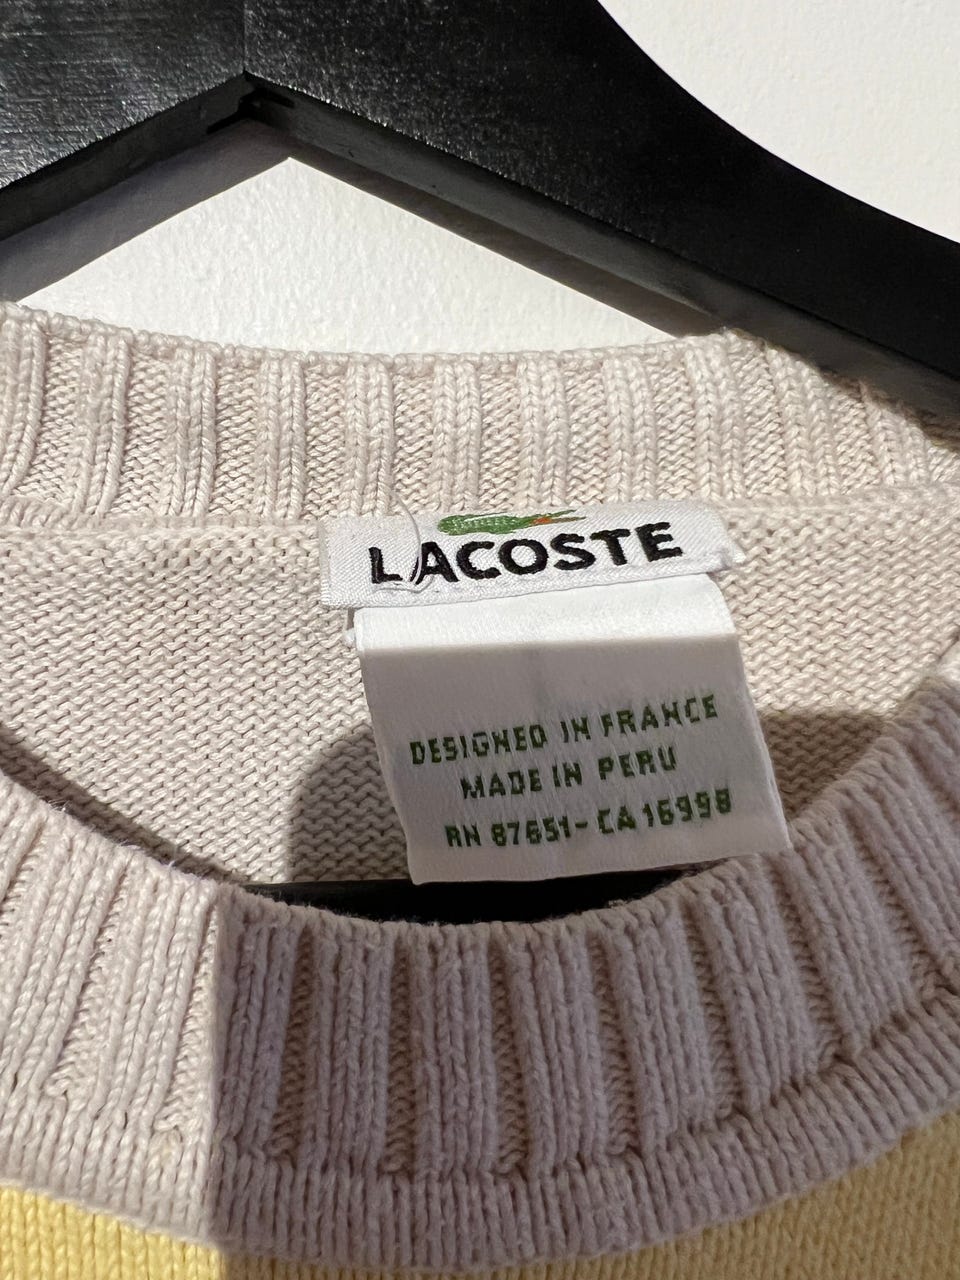 LACOSTE
DESIGNED IN FRANCE
MADE IN PERU
RN 87651-CA 16998